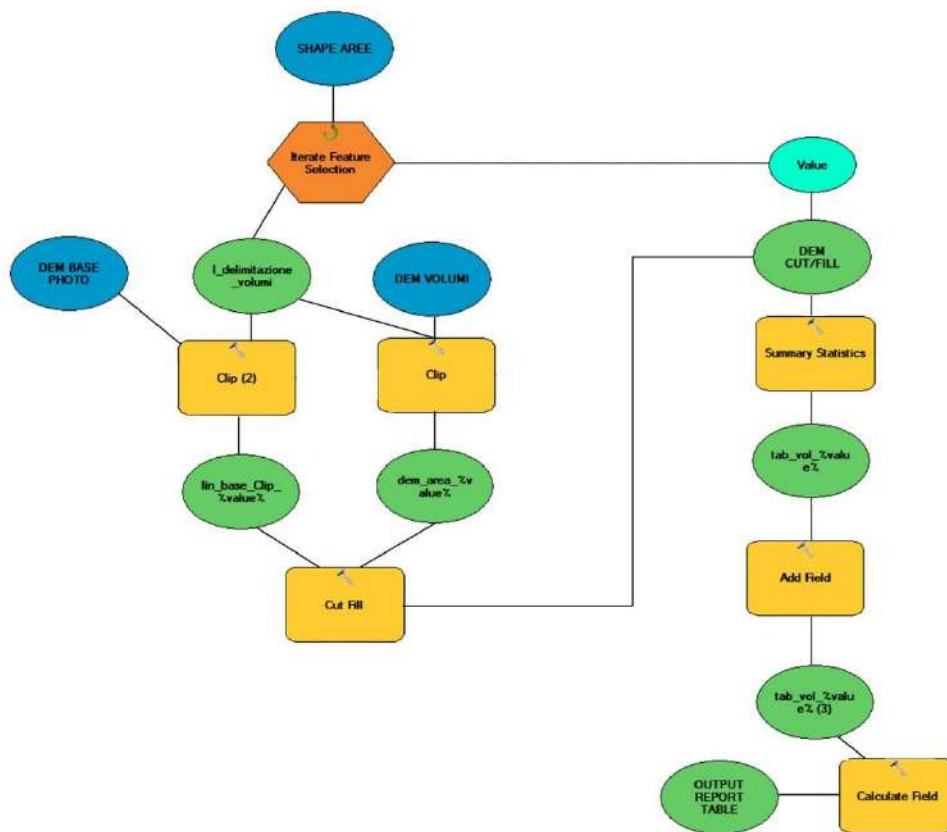 SHAPE AREE
Iterate Feature
Selection
Value
DEM BASE
PHOTO
I_delimitazione
_volumi
DEM VOLUMI
DEM
CUT/FILL
Clip (2)
Clip
Summary Statistics
lin_base_Clip_
%value%
dem_area_%v
alue%
tab_vol_%valu
e%
Cut Fill
Add Field
tab_vol_%valu
e% (3)
OUTPUT
REPORT
TABLE
Calculate Field